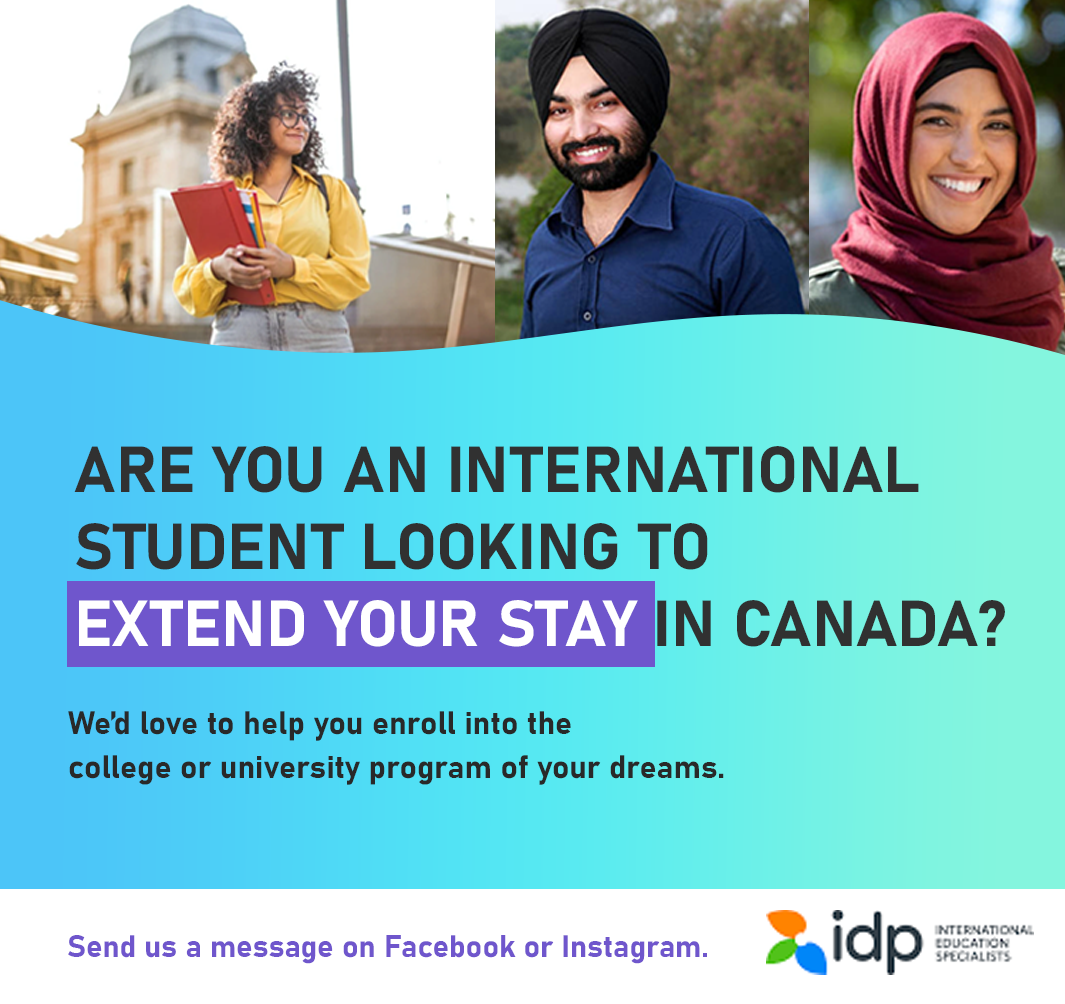 ARE YOU AN INTERNATIONAL
STUDENT LOOKING TO
EXTEND YOUR STAY IN CANADA?
We'd love to help you enroll into the
college or university program of your dreams.
Send us a message on Facebook or Instagram.
idp
INTERNATIONAL
EDUCATION
SPECIALISTS